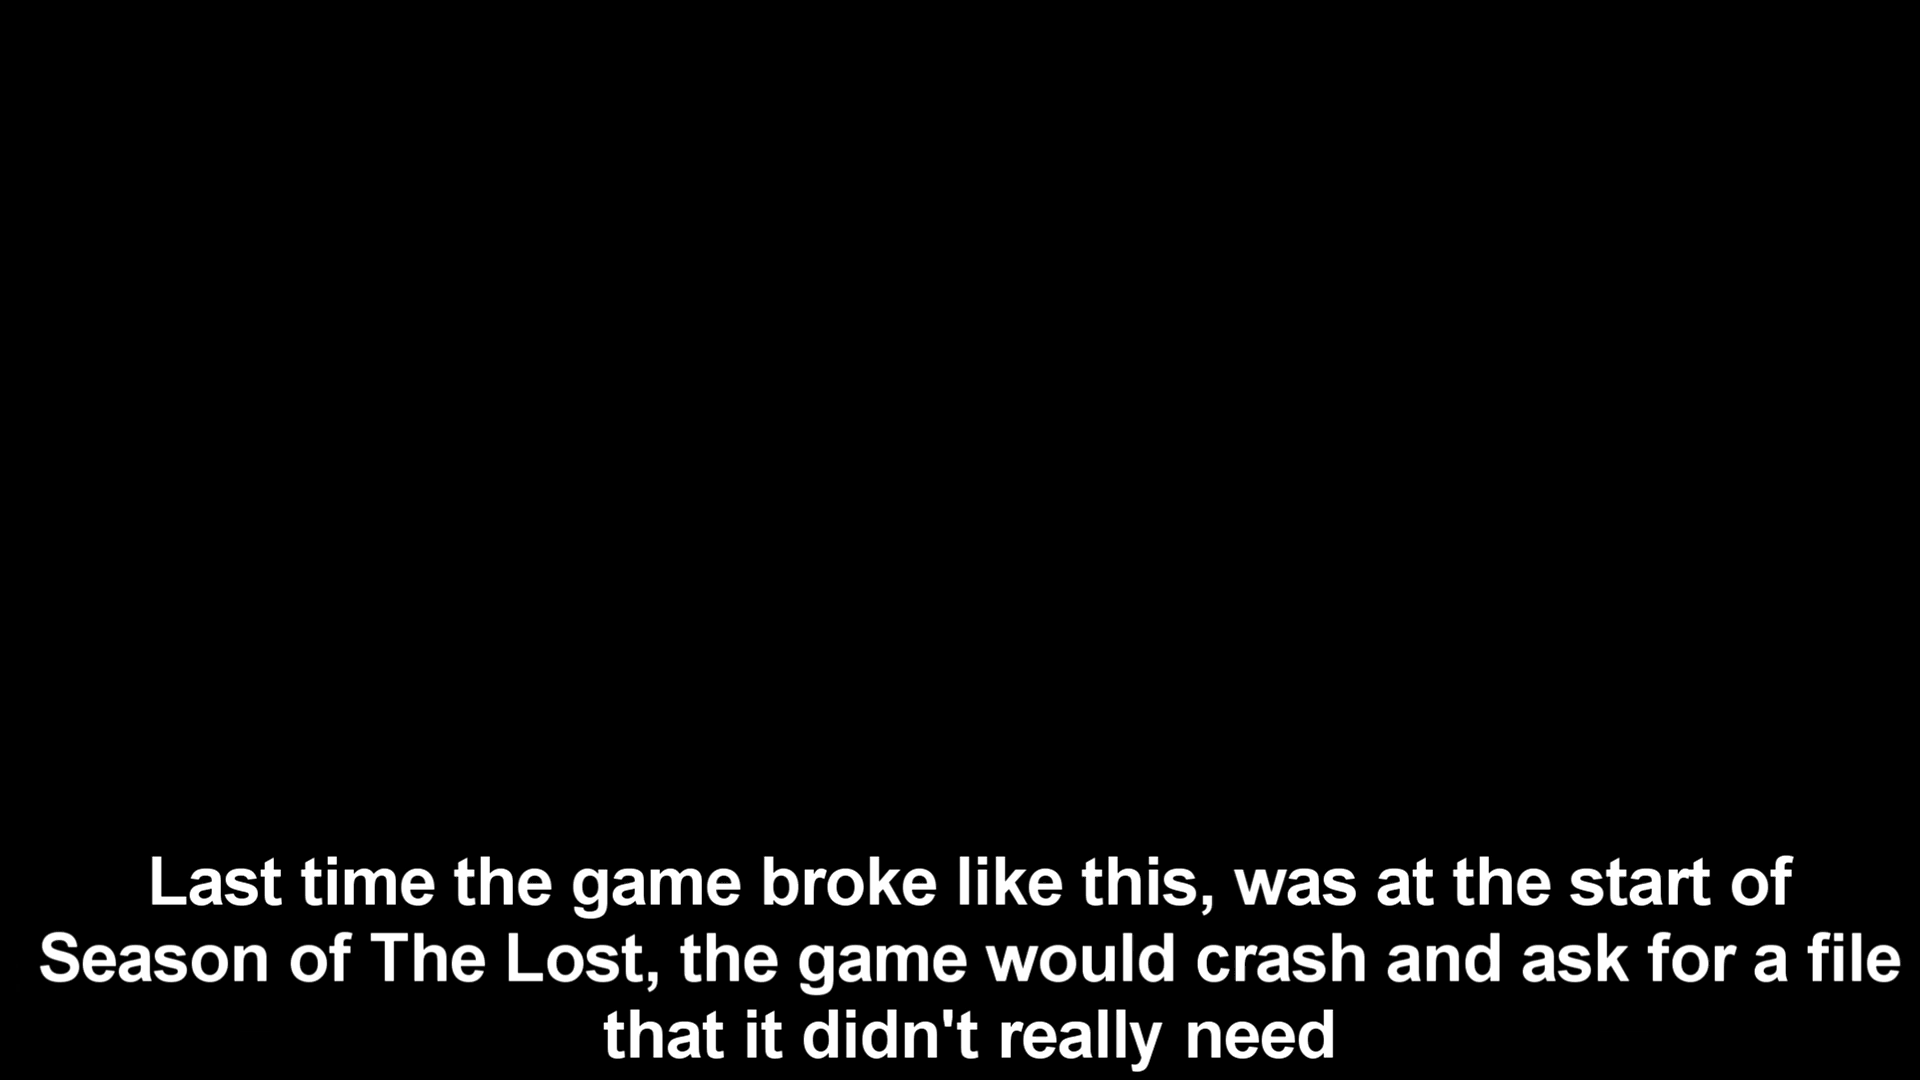 Last time the game broke like this, was at the start of
Season of The Lost, the game would crash and ask for a file
that it didn't really need